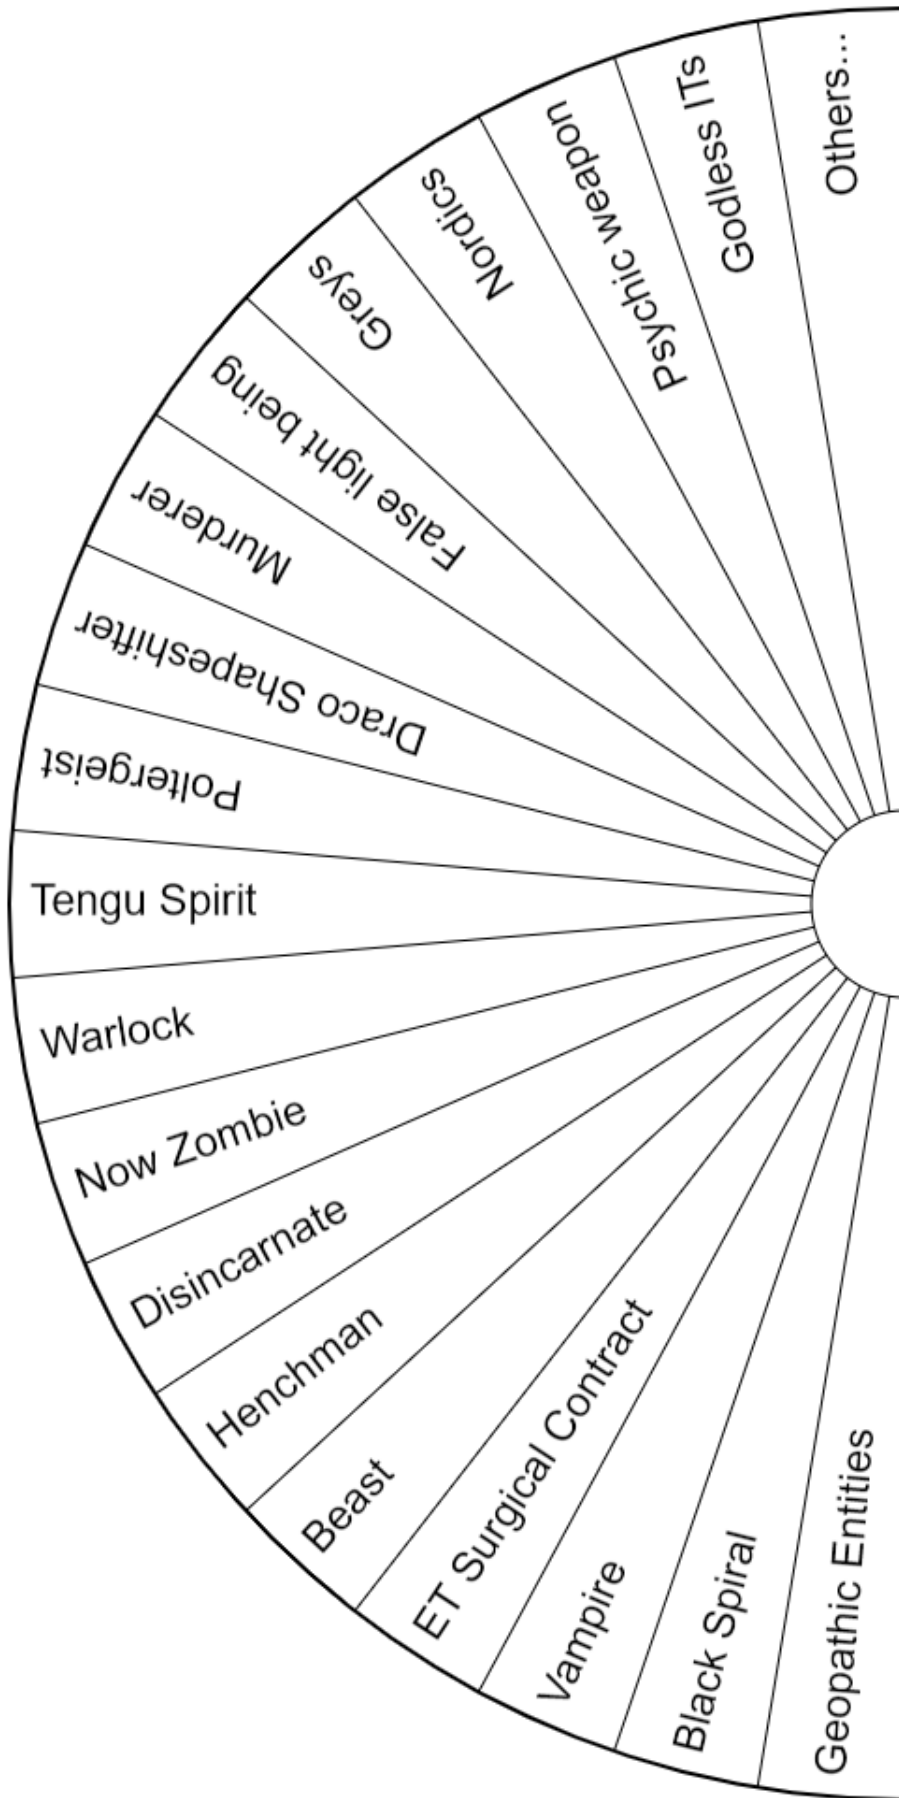 Others...
Godless ITs
Psychic weapon
Nordics
Greys
False light being
Murderer
Draco Shapeshifter
Poltergeist
Tengu Spirit
Warlock
Now Zombie
Disincarnate
Henchman
Beast
ET Surgical Contract
Vampire
Black Spiral
Geopathic Entities